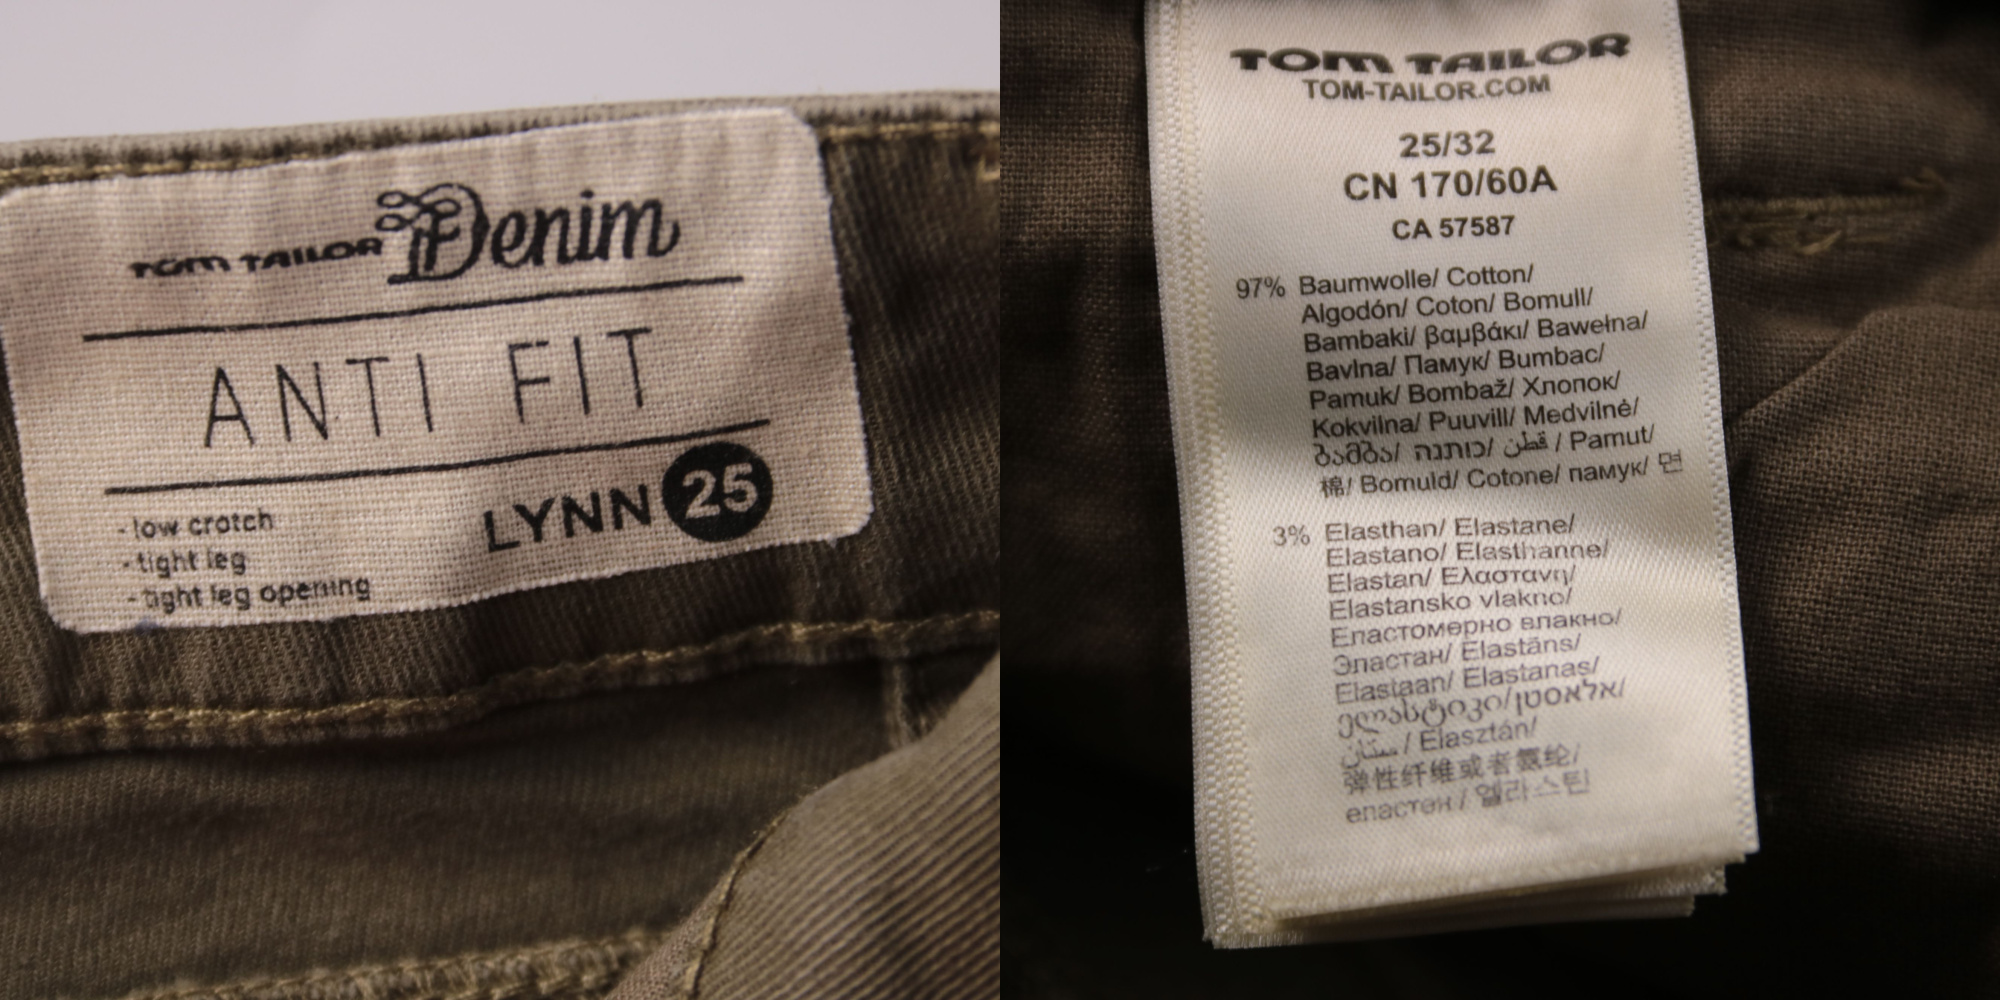 TOM TAILOR Denim
ANTI FIT
LYNN 25
- low crotch
- tight leg
- tight leg opening
TOM TAILOR
TOM-TAILOR.COM
25/32
CN 170/60A
CA 57587
97% Baumwolle/ Cotton/
Algodón/ Coton/ Bomull/
Bambaki/ βαμβάκι/ Bawełna/
Bavlna/ Памук/ Bumbac/
Pamuk/ Bombaž/ Хлопок/
Kokvilna/ Puuvill/ Medvilnė/
ბამბა/ כותנה/ قطن / Pamut/
棉/ Bomuld/ Cotone/ памук/ 면
3% Elasthan/ Elastane/
Elastano/ Elasthanne/
Elastan/ Ελαστανη/
Elastansko vlakno/
Еластомерно влакно/
Эластан/ Elastāns/
Elastaan/ Elastanas/
ელასტიკი/אלאסטן/
/ Elasztán/
弹性纤维或者氨纶/
еластан / 엘라스틴